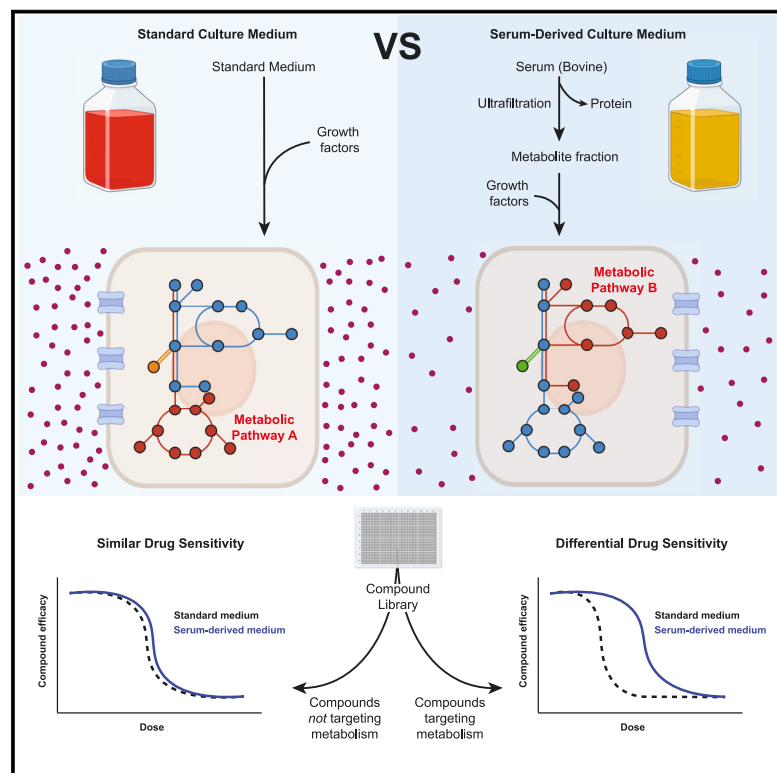 Standard Culture Medium
VS
Serum-Derived Culture Medium
Standard Medium
Growth
factors
Serum (Bovine)
Ultrafiltration
Protein
Metabolite fraction
Growth
factors
Metabolic
Pathway A
Metabolic
Pathway B
Similar Drug Sensitivity
Compound efficacy
Standard medium
Serum-derived medium
Dose
Compound
Library
Compounds
not targeting
metabolism
Compounds
targeting
metabolism
Differential Drug Sensitivity
Compound efficacy
Standard medium
Serum-derived medium
Dose